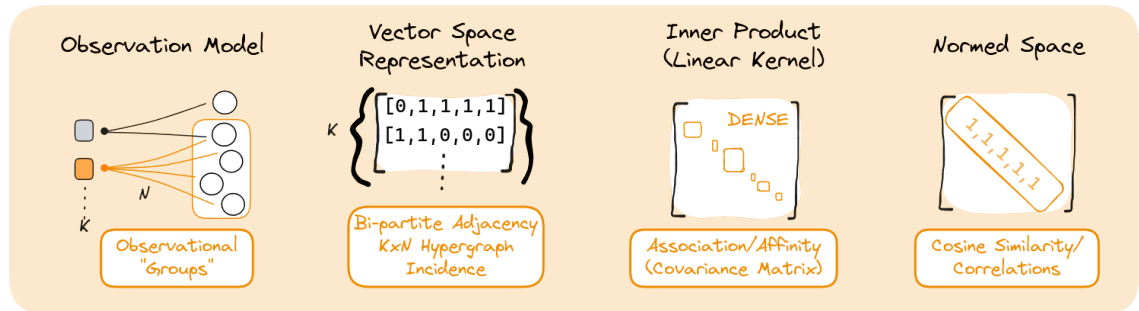 Observation Model
K
N
Observational
"Groups"
Vector Space
Representation
K
[0,1,1,1,1]
[1,1,0,0,0]
Bi-partite Adjacency
KxN Hypergraph
Incidence
Inner Product
(Linear Kernel)
DENSE
Association/Affinity
(Covariance Matrix)
Normed Space
1,1,1,1,1
Cosine Similarity/
Correlations